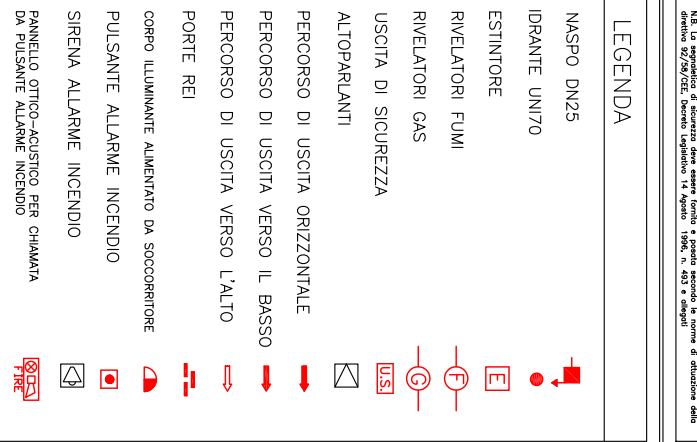 N.B. La segnaletica di sicurezza deve essere fornita e posata secondo le norme di attuazione della
direttiva 92/58/CEE, Decreto Legislativo 14 Agosto 1996, n. 493 e allegati
LEGENDA
NASPO DN25
IDRANTE UNI70
ESTINTORE E
RIVELATORI FUMI F
RIVELATORI GAS G
USCITA DI SICUREZZA U.S.
ALTOPARLANTI
PERCORSO DI USCITA ORIZZONTALE
PERCORSO DI USCITA VERSO IL BASSO
PERCORSO DI USCITA VERSO L'ALTO
PORTE REI
CORPO ILLUMINANTE ALIMENTATO DA SOCCORRITORE
PULSANTE ALLARME INCENDIO
SIRENA ALLARME INCENDIO
PANNELLO OTTICO-ACUSTICO PER CHIAMATA
DA PULSANTE ALLARME INCENDIO
FIRE